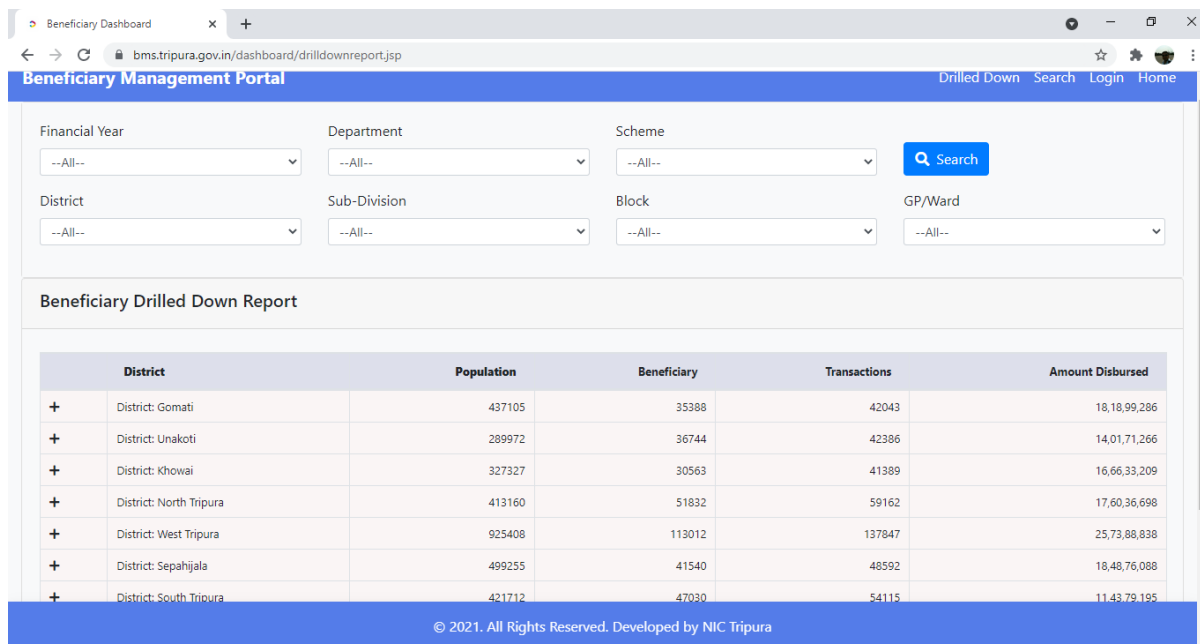 Beneficiary Dashboard
bms.tripura.gov.in/dashboard/drilldownreport.jsp
Beneficiary Management Portal Drilled Down Search Login Home
Financial Year Department Scheme
--All-- --All-- --All-- Search
District Sub-Division Block GP/Ward
--All-- --All-- --All-- --All--
Beneficiary Drilled Down Report
District Population Beneficiary Transactions Amount Disbursed
+ District: Gomati 437105 35388 42043 18,18,99,286
+ District: Unakoti 289972 36744 42386 14,01,71,266
+ District: Khowai 327327 30563 41389 16,66,33,209
+ District: North Tripura 413160 51832 59162 17,60,36,698
+ District: West Tripura 925408 113012 137847 25,73,88,838
+ District: Sepahijala 499255 41540 48592 18,48,76,088
+ District: South Tripura 421712 47030 54115 11,43,79,195
© 2021. All Rights Reserved. Developed by NIC Tripura